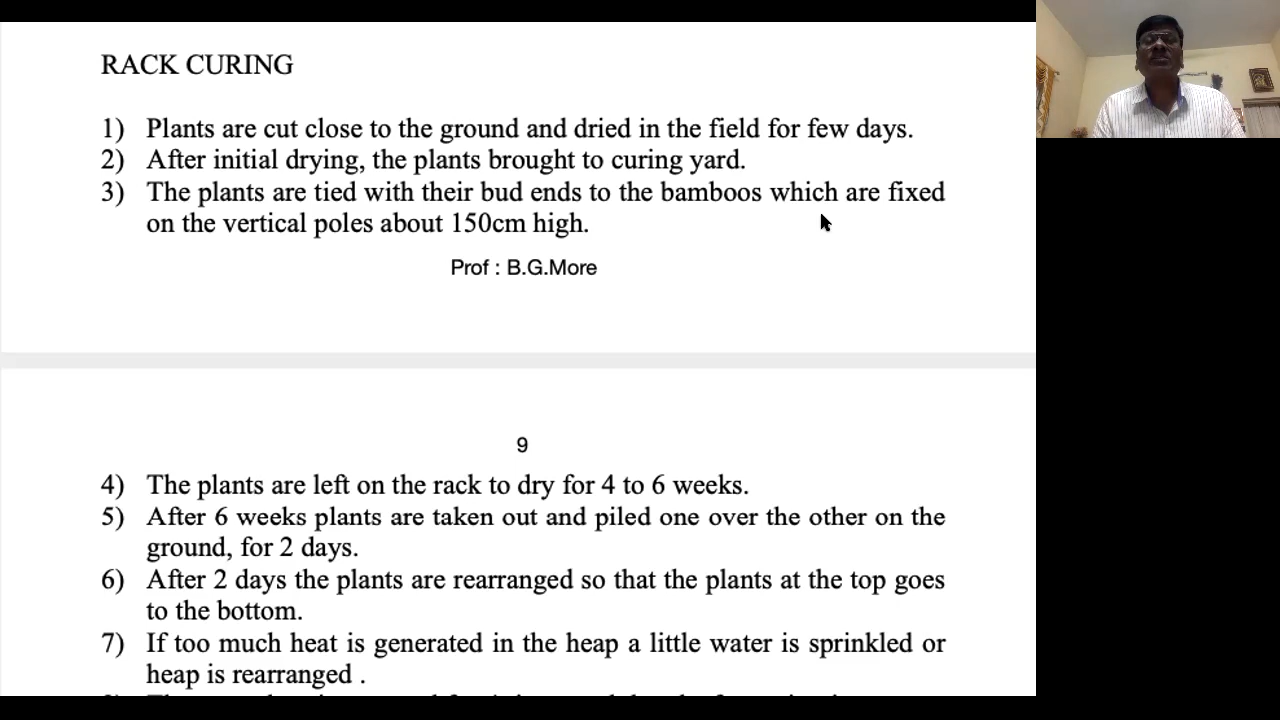 RACK CURING
1) Plants are cut close to the ground and dried in the field for few days.
2) After initial drying, the plants brought to curing yard.
3) The plants are tied with their bud ends to the bamboos which are fixed
on the vertical poles about 150cm high.
Prof : B.G.More
9
4) The plants are left on the rack to dry for 4 to 6 weeks.
5) After 6 weeks plants are taken out and piled one over the other on the
ground, for 2 days.
6) After 2 days the plants are rearranged so that the plants at the top goes
to the bottom.
7) If too much heat is generated in the heap a little water is sprinkled or
heap is rearranged .